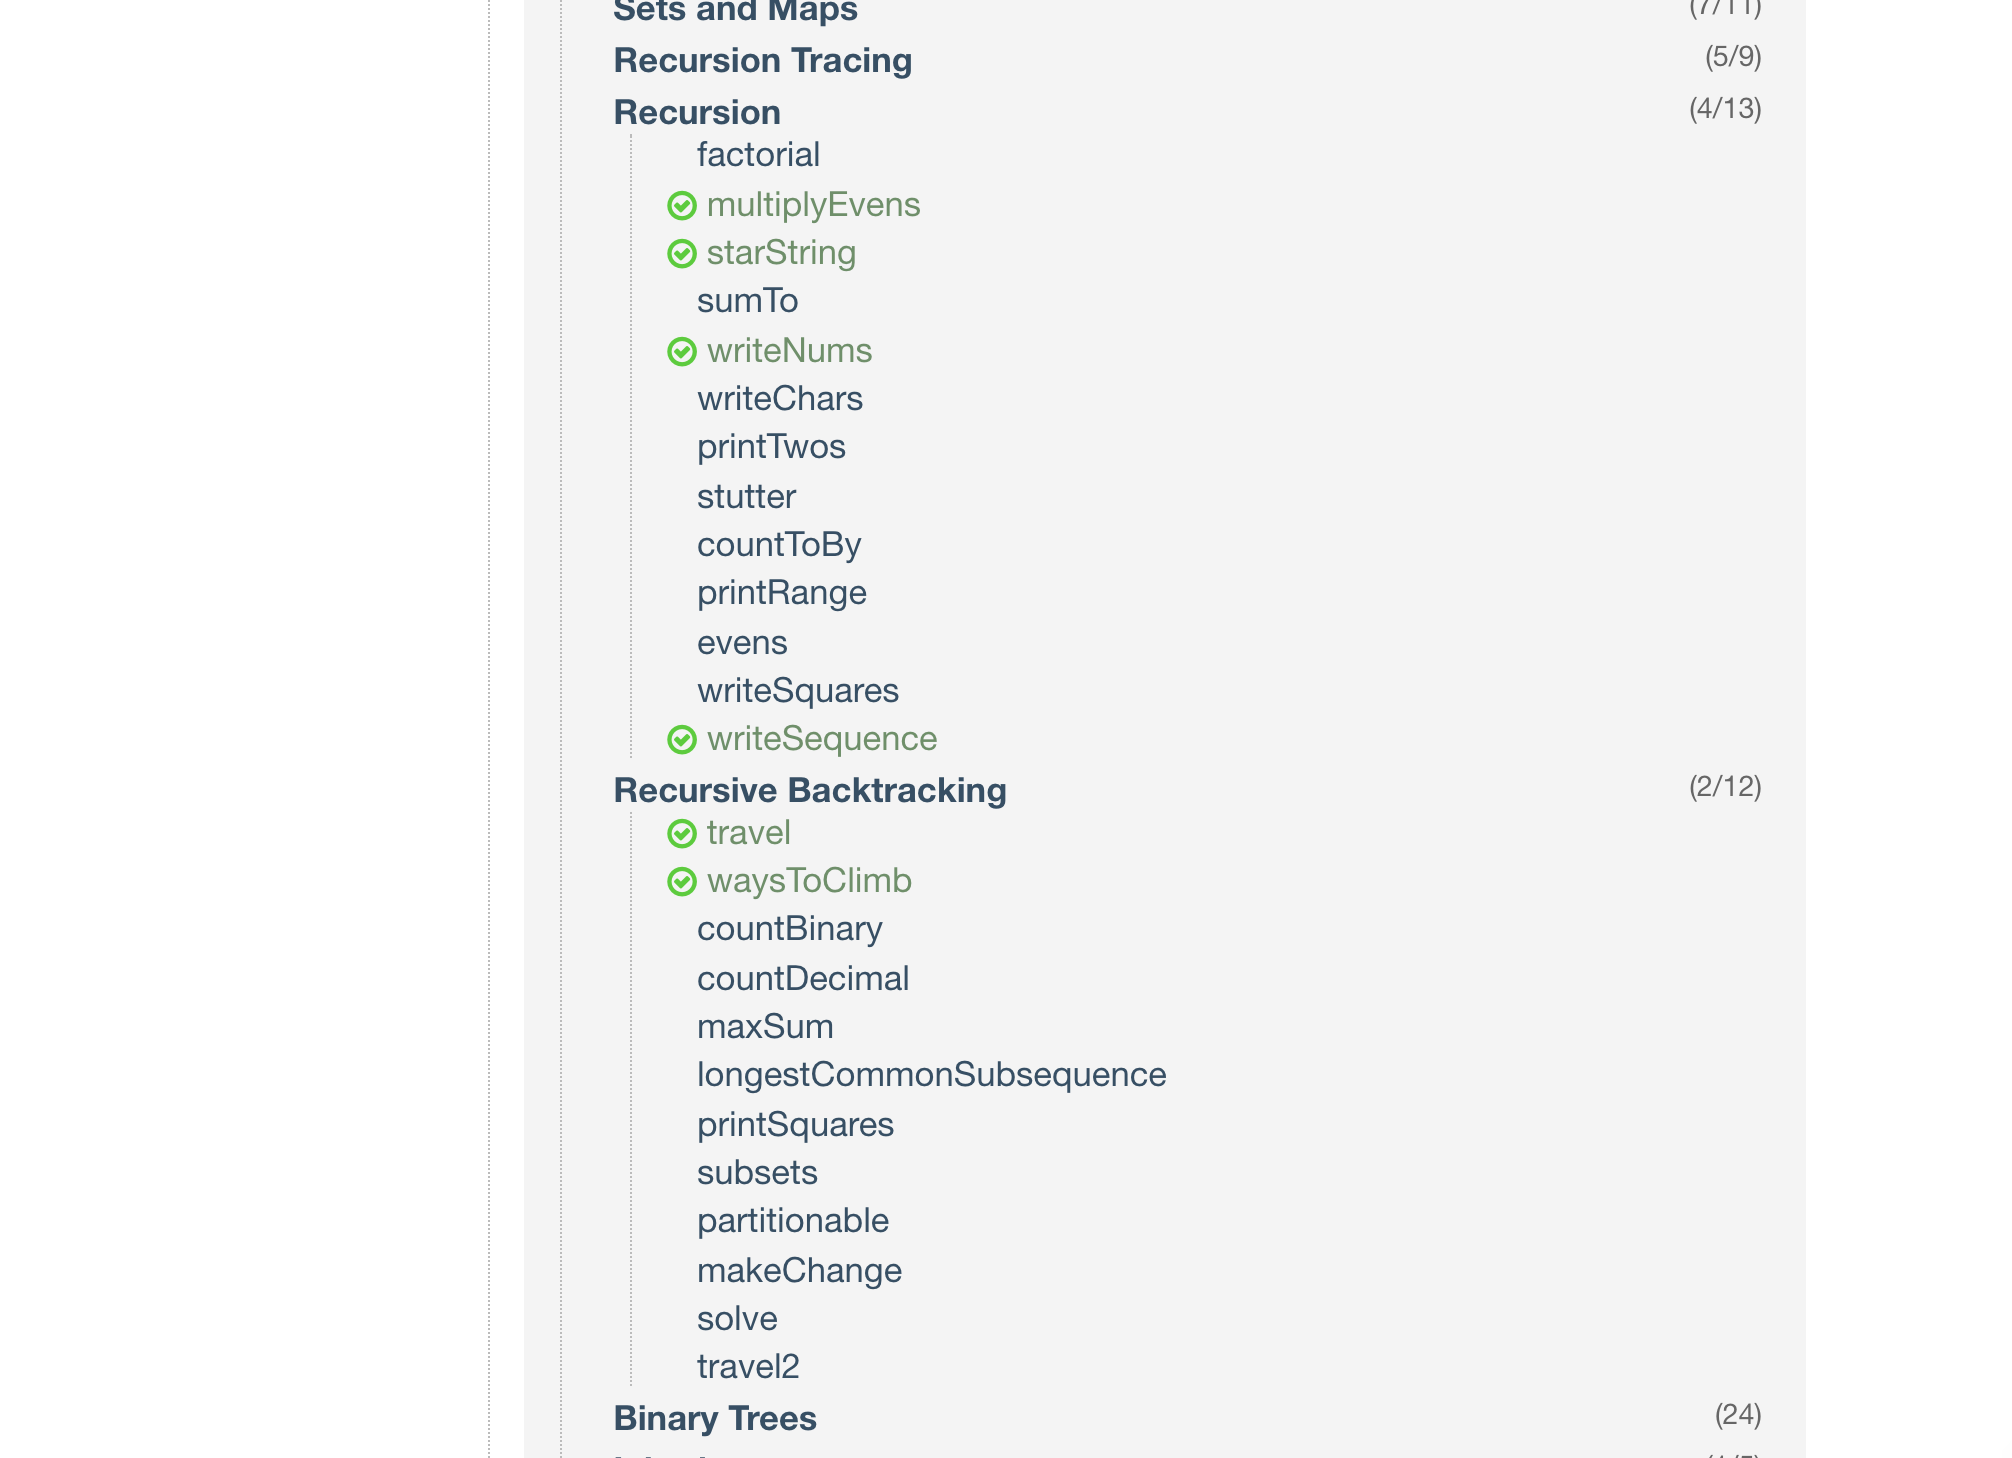 Sets and Maps (7/11)
Recursion Tracing (5/9)
Recursion (4/13)
factorial
multiplyEvens
starString
sumTo
writeNums
writeChars
printTwos
stutter
countToBy
printRange
evens
writeSquares
writeSequence
Recursive Backtracking (2/12)
travel
waysToClimb
countBinary
countDecimal
maxSum
longestCommonSubsequence
printSquares
subsets
partitionable
makeChange
solve
travel2
Binary Trees (24)